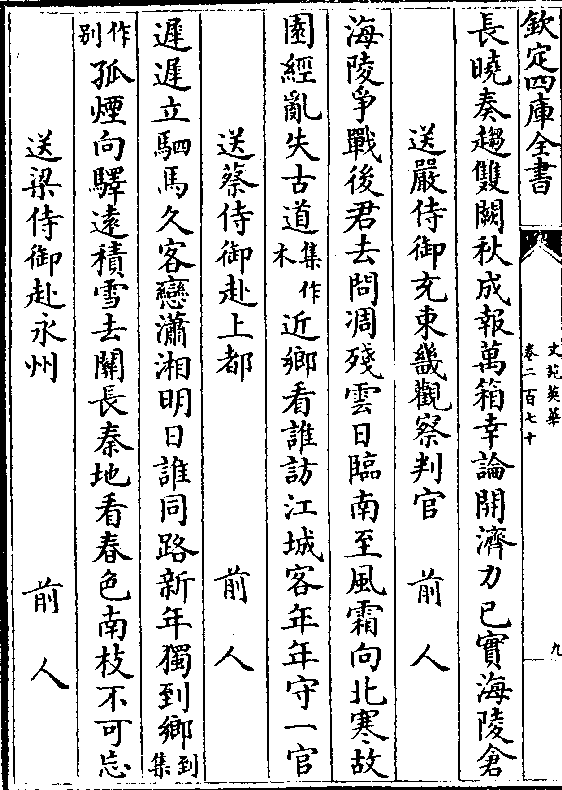 欽定四庫全書
文苑英華
卷二百七十
九
長曉奏趨雙闕秋成報萬箱幸論開濟力已實海陵倉
送嚴侍御充東畿觀察判官 前人
海陵爭戰後君去問凋殘雲日臨南至風霜向北寒故
園經亂失古道集作木近鄉看誰訪江城客年年守一官
送蔡侍御赴上都 前人
遲遲立駟馬久客戀瀟湘明日誰同路新年獨到鄉到集
作別孤煙向驛遠積雪去關長秦地看春色南枝不可忘
送梁侍御赴永州 前人